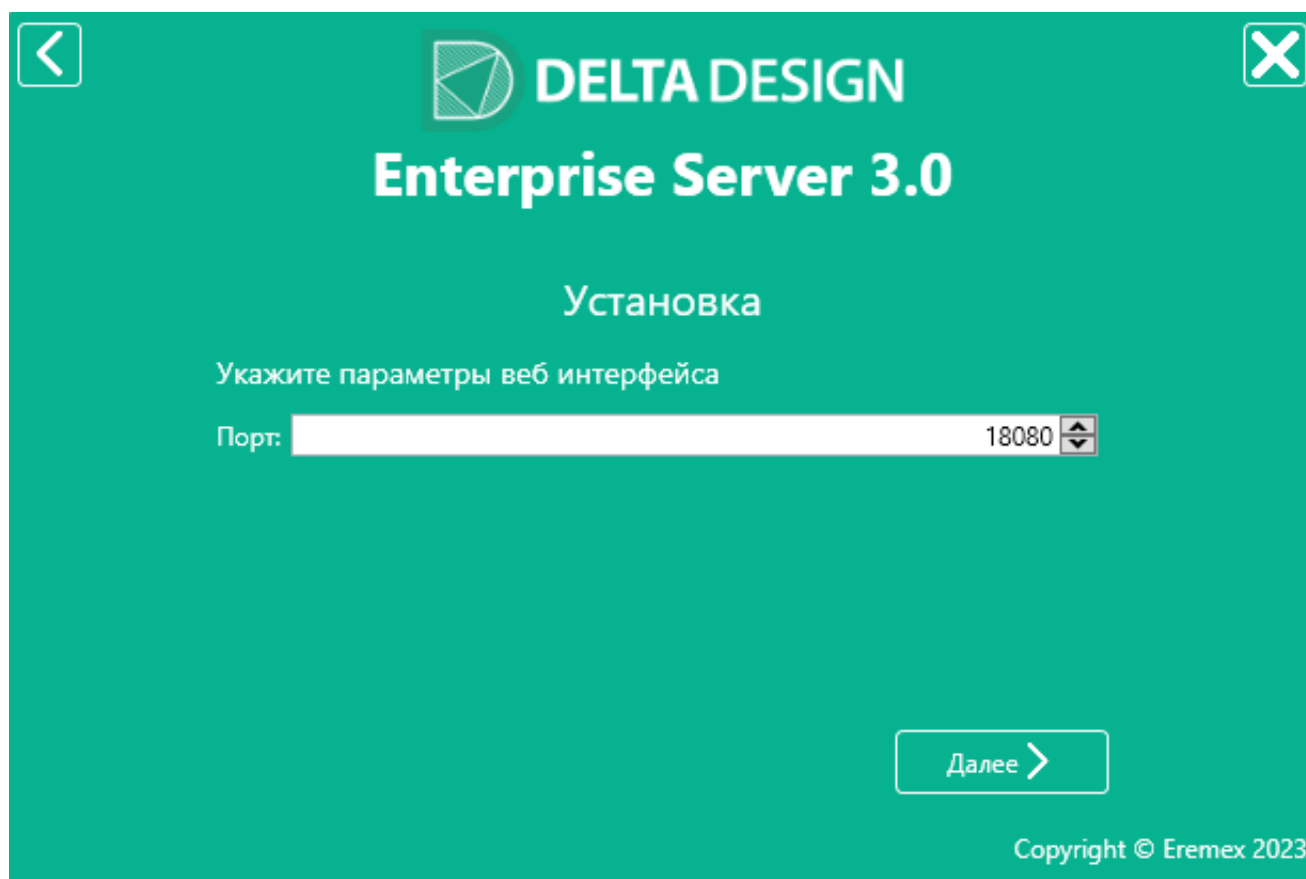 DELTA DESIGN
Enterprise Server 3.0
Установка
Укажите параметры веб интерфейса
Порт: 18080
Далее
Copyright © Eremex 2023